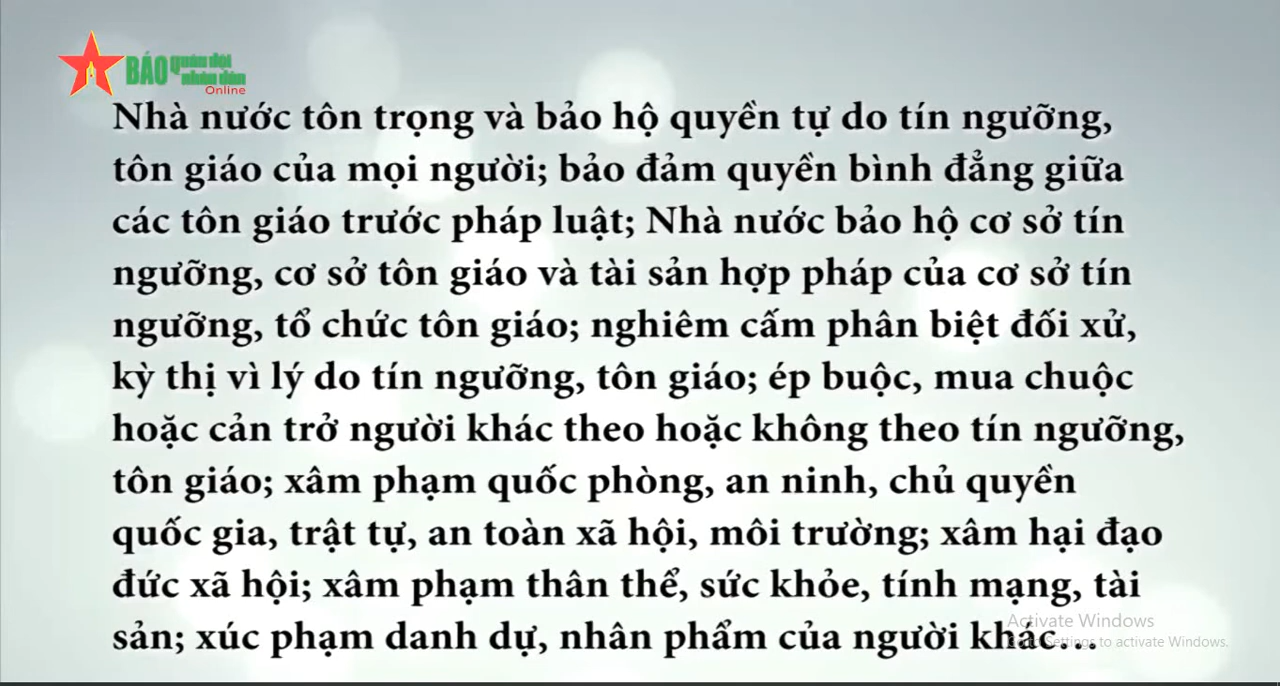 BÁO quân đội
nhân dân
Online
Nhà nước tôn trọng và bảo hộ quyền tự do tín ngưỡng,
tôn giáo của mọi người; bảo đảm quyền bình đẳng giữa
các tôn giáo trước pháp luật; Nhà nước bảo hộ cơ sở tín
ngưỡng, cơ sở tôn giáo và tài sản hợp pháp của cơ sở tín
ngưỡng, tổ chức tôn giáo; nghiêm cấm phân biệt đối xử,
kỳ thị vì lý do tín ngưỡng, tôn giáo; ép buộc, mua chuộc
hoặc cản trở người khác theo hoặc không theo tín ngưỡng,
tôn giáo; xâm phạm quốc phòng, an ninh, chủ quyền
quốc gia, trật tự, an toàn xã hội, môi trường; xâm hại đạo
đức xã hội; xâm phạm thân thể, sức khỏe, tính mạng, tài
sản; xúc phạm danh dự, nhân phẩm của người khác...
Activate Windows
Go to Settings to activate Windows.